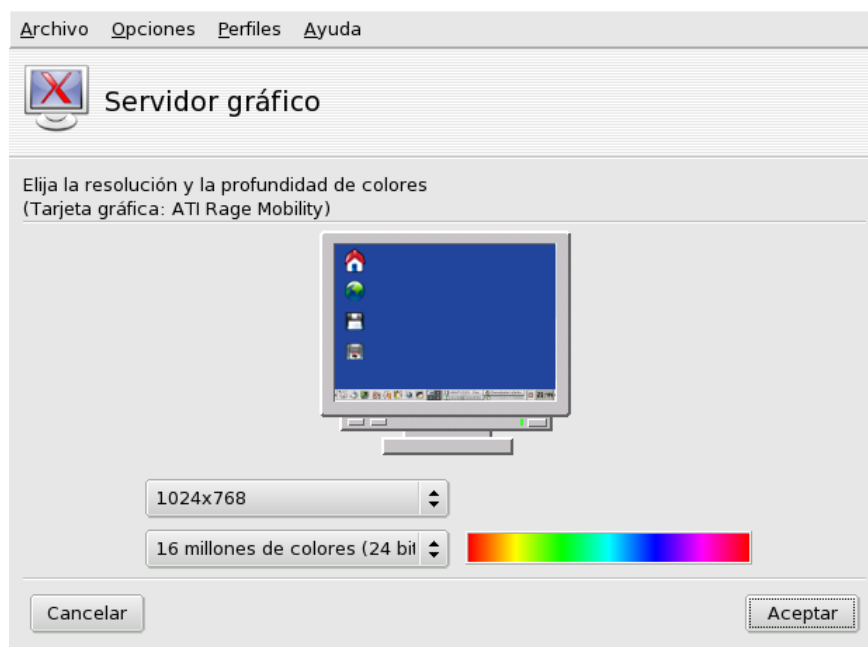 Archivo Opciones Perfiles Ayuda
Servidor gráfico
Elija la resolución y la profundidad de colores
(Tarjeta gráfica: ATI Rage Mobility)
1024x768
16 millones de colores (24 bit
Cancelar
Aceptar